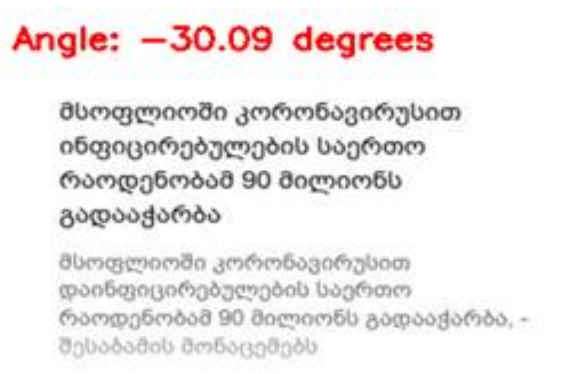 Angle: −30.09 degrees
მსოფლიოში კორონავირუსით
ინფიცირებულების საერთო
რაოდენობამ 90 მილიონს
გადააჭარბა
მსოფლიოში კორონავირუსით
დაინფიცირებულების საერთო
რაოდენობამ 90 მილიონს გადააჭარბა, -
შესაბამის მონაცემებს